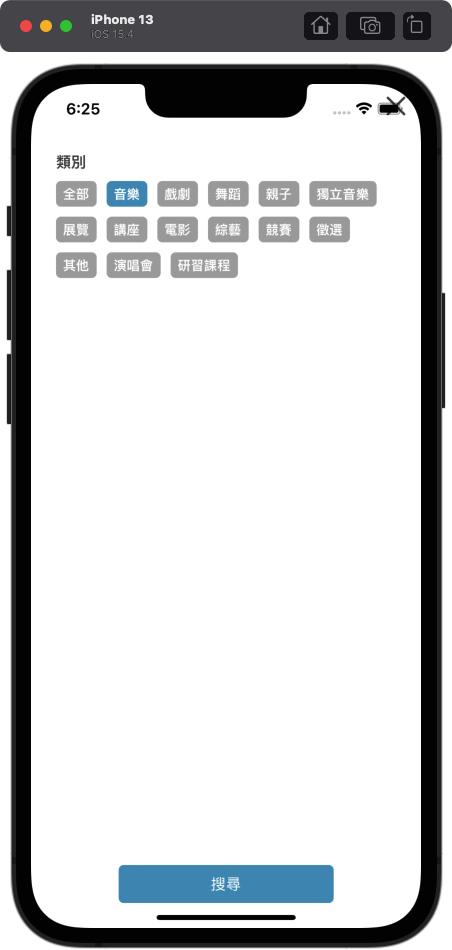 iPhone 13
iOS 15.4
6:25
類別
全部 音樂 戲劇 舞蹈 親子 獨立音樂
展覽 講座 電影 綜藝 競賽 徵選
其他 演唱會 研習課程
搜尋